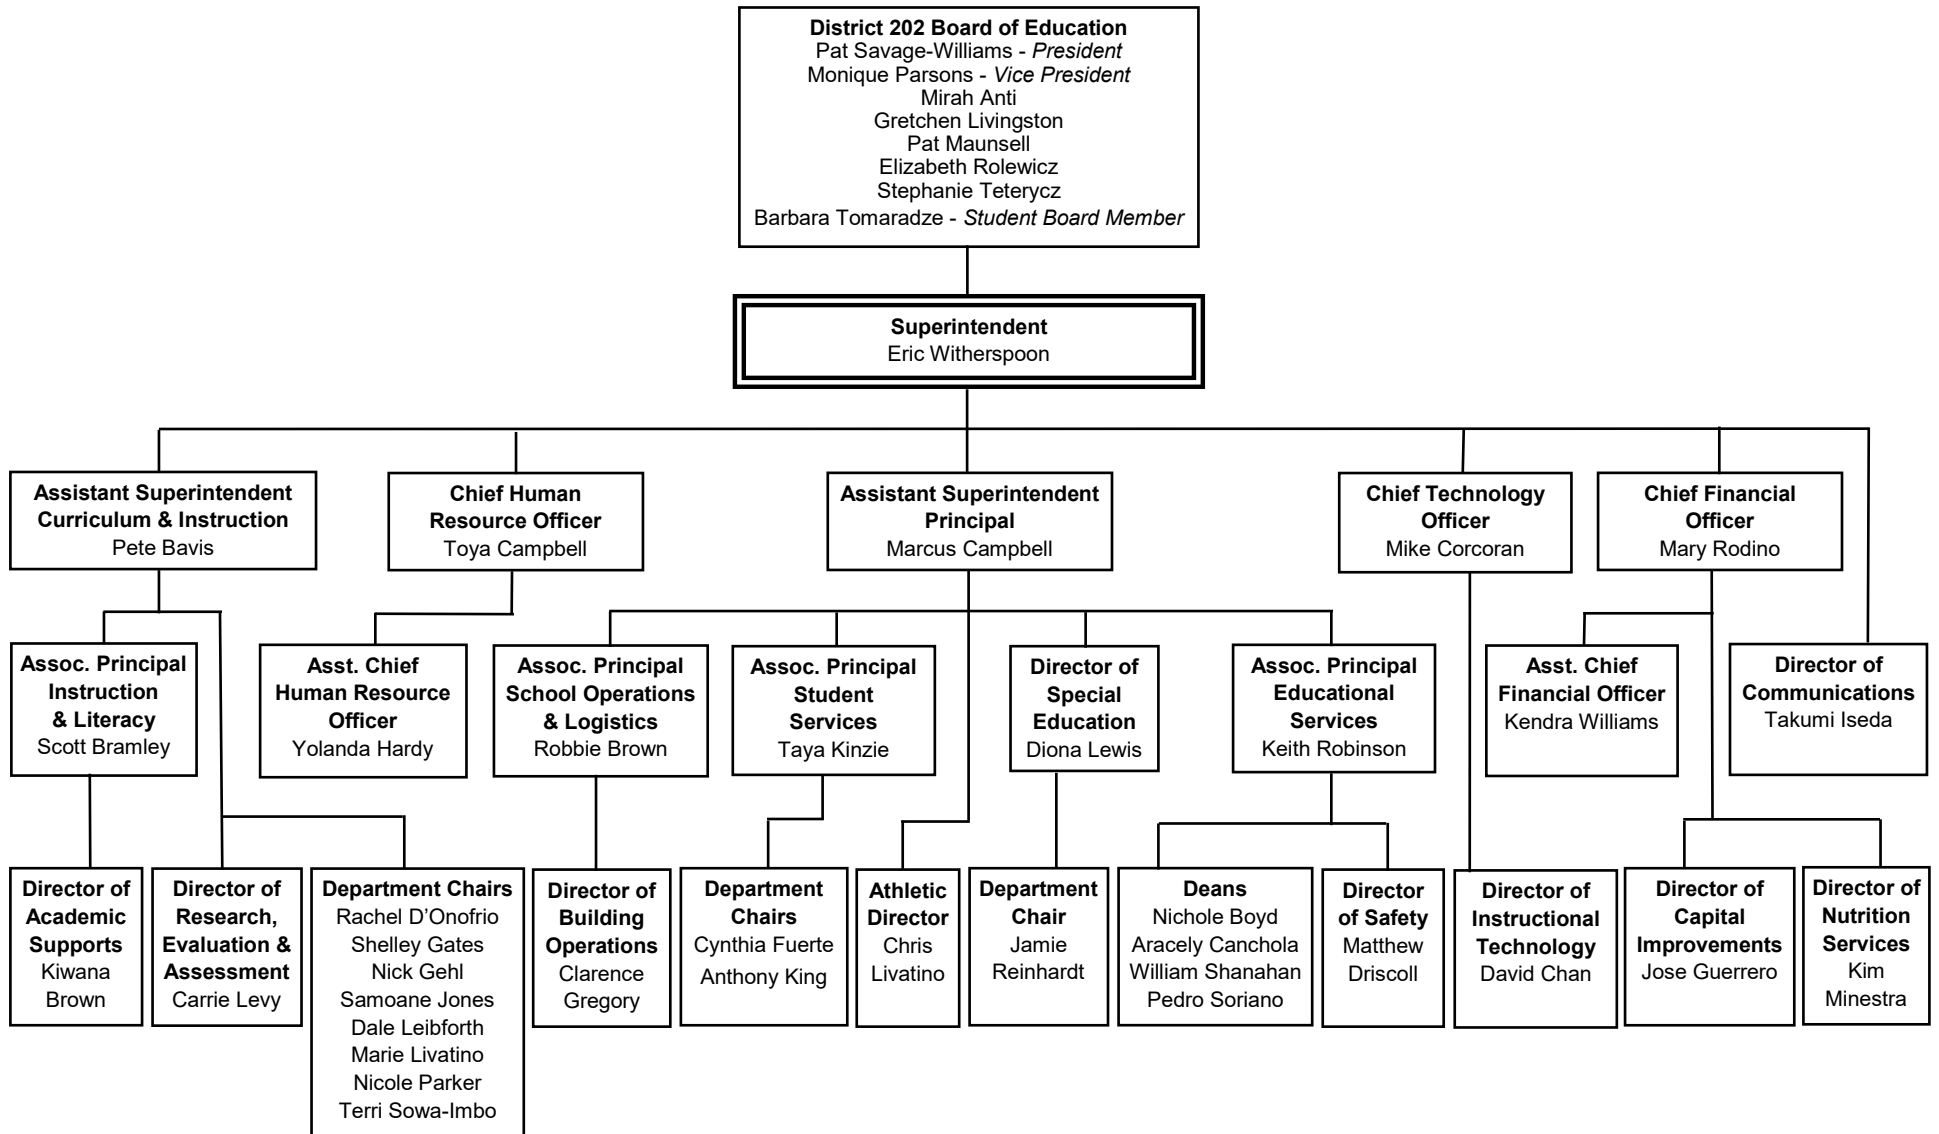 District 202 Board of Education
Pat Savage-Williams - President
Monique Parsons - Vice President
Mirah Anti
Gretchen Livingston
Pat Maunsell
Elizabeth Rolewicz
Stephanie Teterycz
Barbara Tomaradze - Student Board Member
Superintendent
Eric Witherspoon
Assistant Superintendent
Curriculum & Instruction
Pete Bavis
Chief Human
Resource Officer
Toya Campbell
Assistant Superintendent
Principal
Marcus Campbell
Chief Technology
Officer
Mike Corcoran
Chief Financial
Officer
Mary Rodino
Assoc. Principal
Instruction
& Literacy
Scott Bramley
Asst. Chief
Human Resource
Officer
Yolanda Hardy
Assoc. Principal
School Operations
& Logistics
Robbie Brown
Assoc. Principal
Student
Services
Taya Kinzie
Director of
Special
Education
Diona Lewis
Assoc. Principal
Educational
Services
Keith Robinson
Asst. Chief
Financial Officer
Kendra Williams
Director of
Communications
Takumi Iseda
Director of
Academic
Supports
Kiwana
Brown
Director of
Research,
Evaluation &
Assessment
Carrie Levy
Department Chairs
Rachel D’Onofrio
Shelley Gates
Nick Gehl
Samoane Jones
Dale Leibforth
Marie Livatino
Nicole Parker
Terri Sowa-Imbo
Director of
Building
Operations
Clarence
Gregory
Department
Chairs
Cynthia Fuerte
Anthony King
Athletic
Director
Chris
Livatino
Department
Chair
Jamie
Reinhardt
Deans
Nichole Boyd
Aracely Canchola
William Shanahan
Pedro Soriano
Director
of Safety
Matthew
Driscoll
Director of
Instructional
Technology
David Chan
Director of
Capital
Improvements
Jose Guerrero
Director of
Nutrition
Services
Kim
Minestra